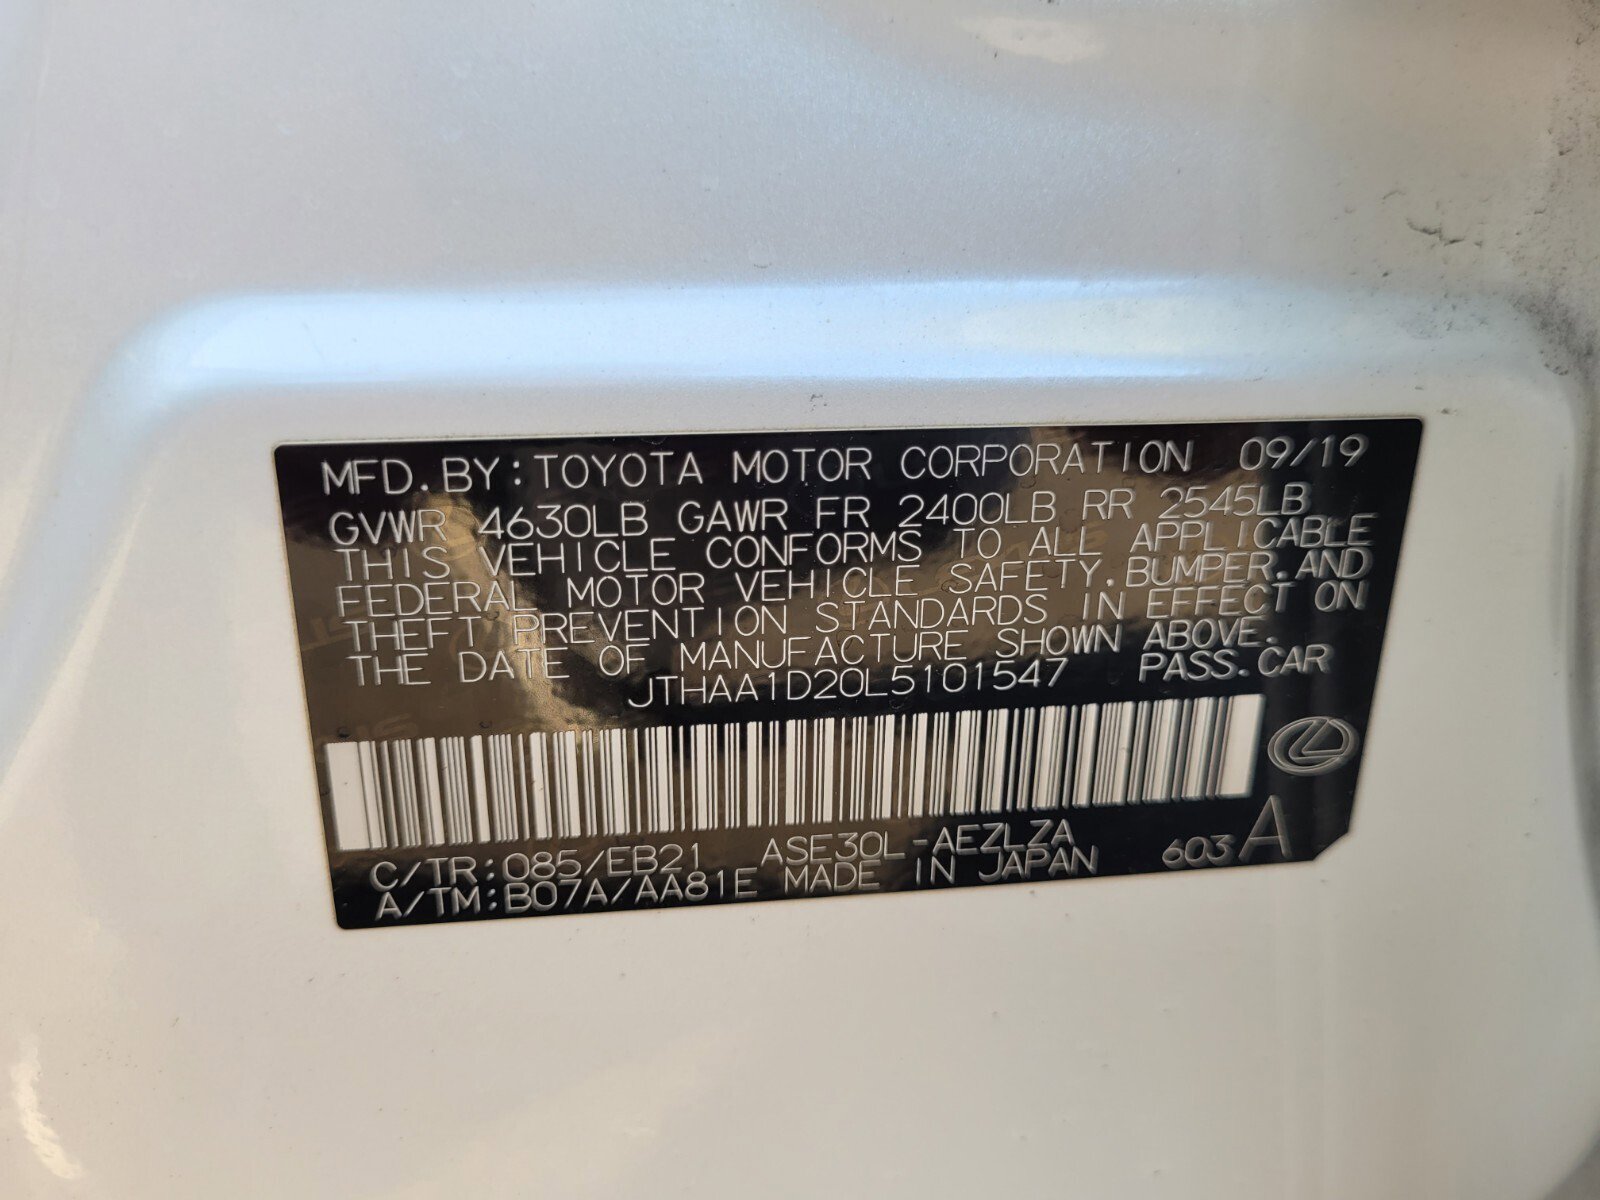 MFD. BY: TOYOTA MOTOR CORPORATION 09/19
GVWR 4630LB GAWR FR 2400LB RR 2545LB
THIS VEHICLE CONFORMS TO ALL APPLICABLE
FEDERAL MOTOR VEHICLE SAFETY, BUMPER, AND
THEFT PREVENTION STANDARDS IN EFFECT ON
THE DATE OF MANUFACTURE SHOWN ABOVE.
JTHAA1D20L5101547 PASS. CAR
C/TR: 085/EB21 ASE30L-AEZLZA
A/TM: B07A/AA81E MADE IN JAPAN 603 A